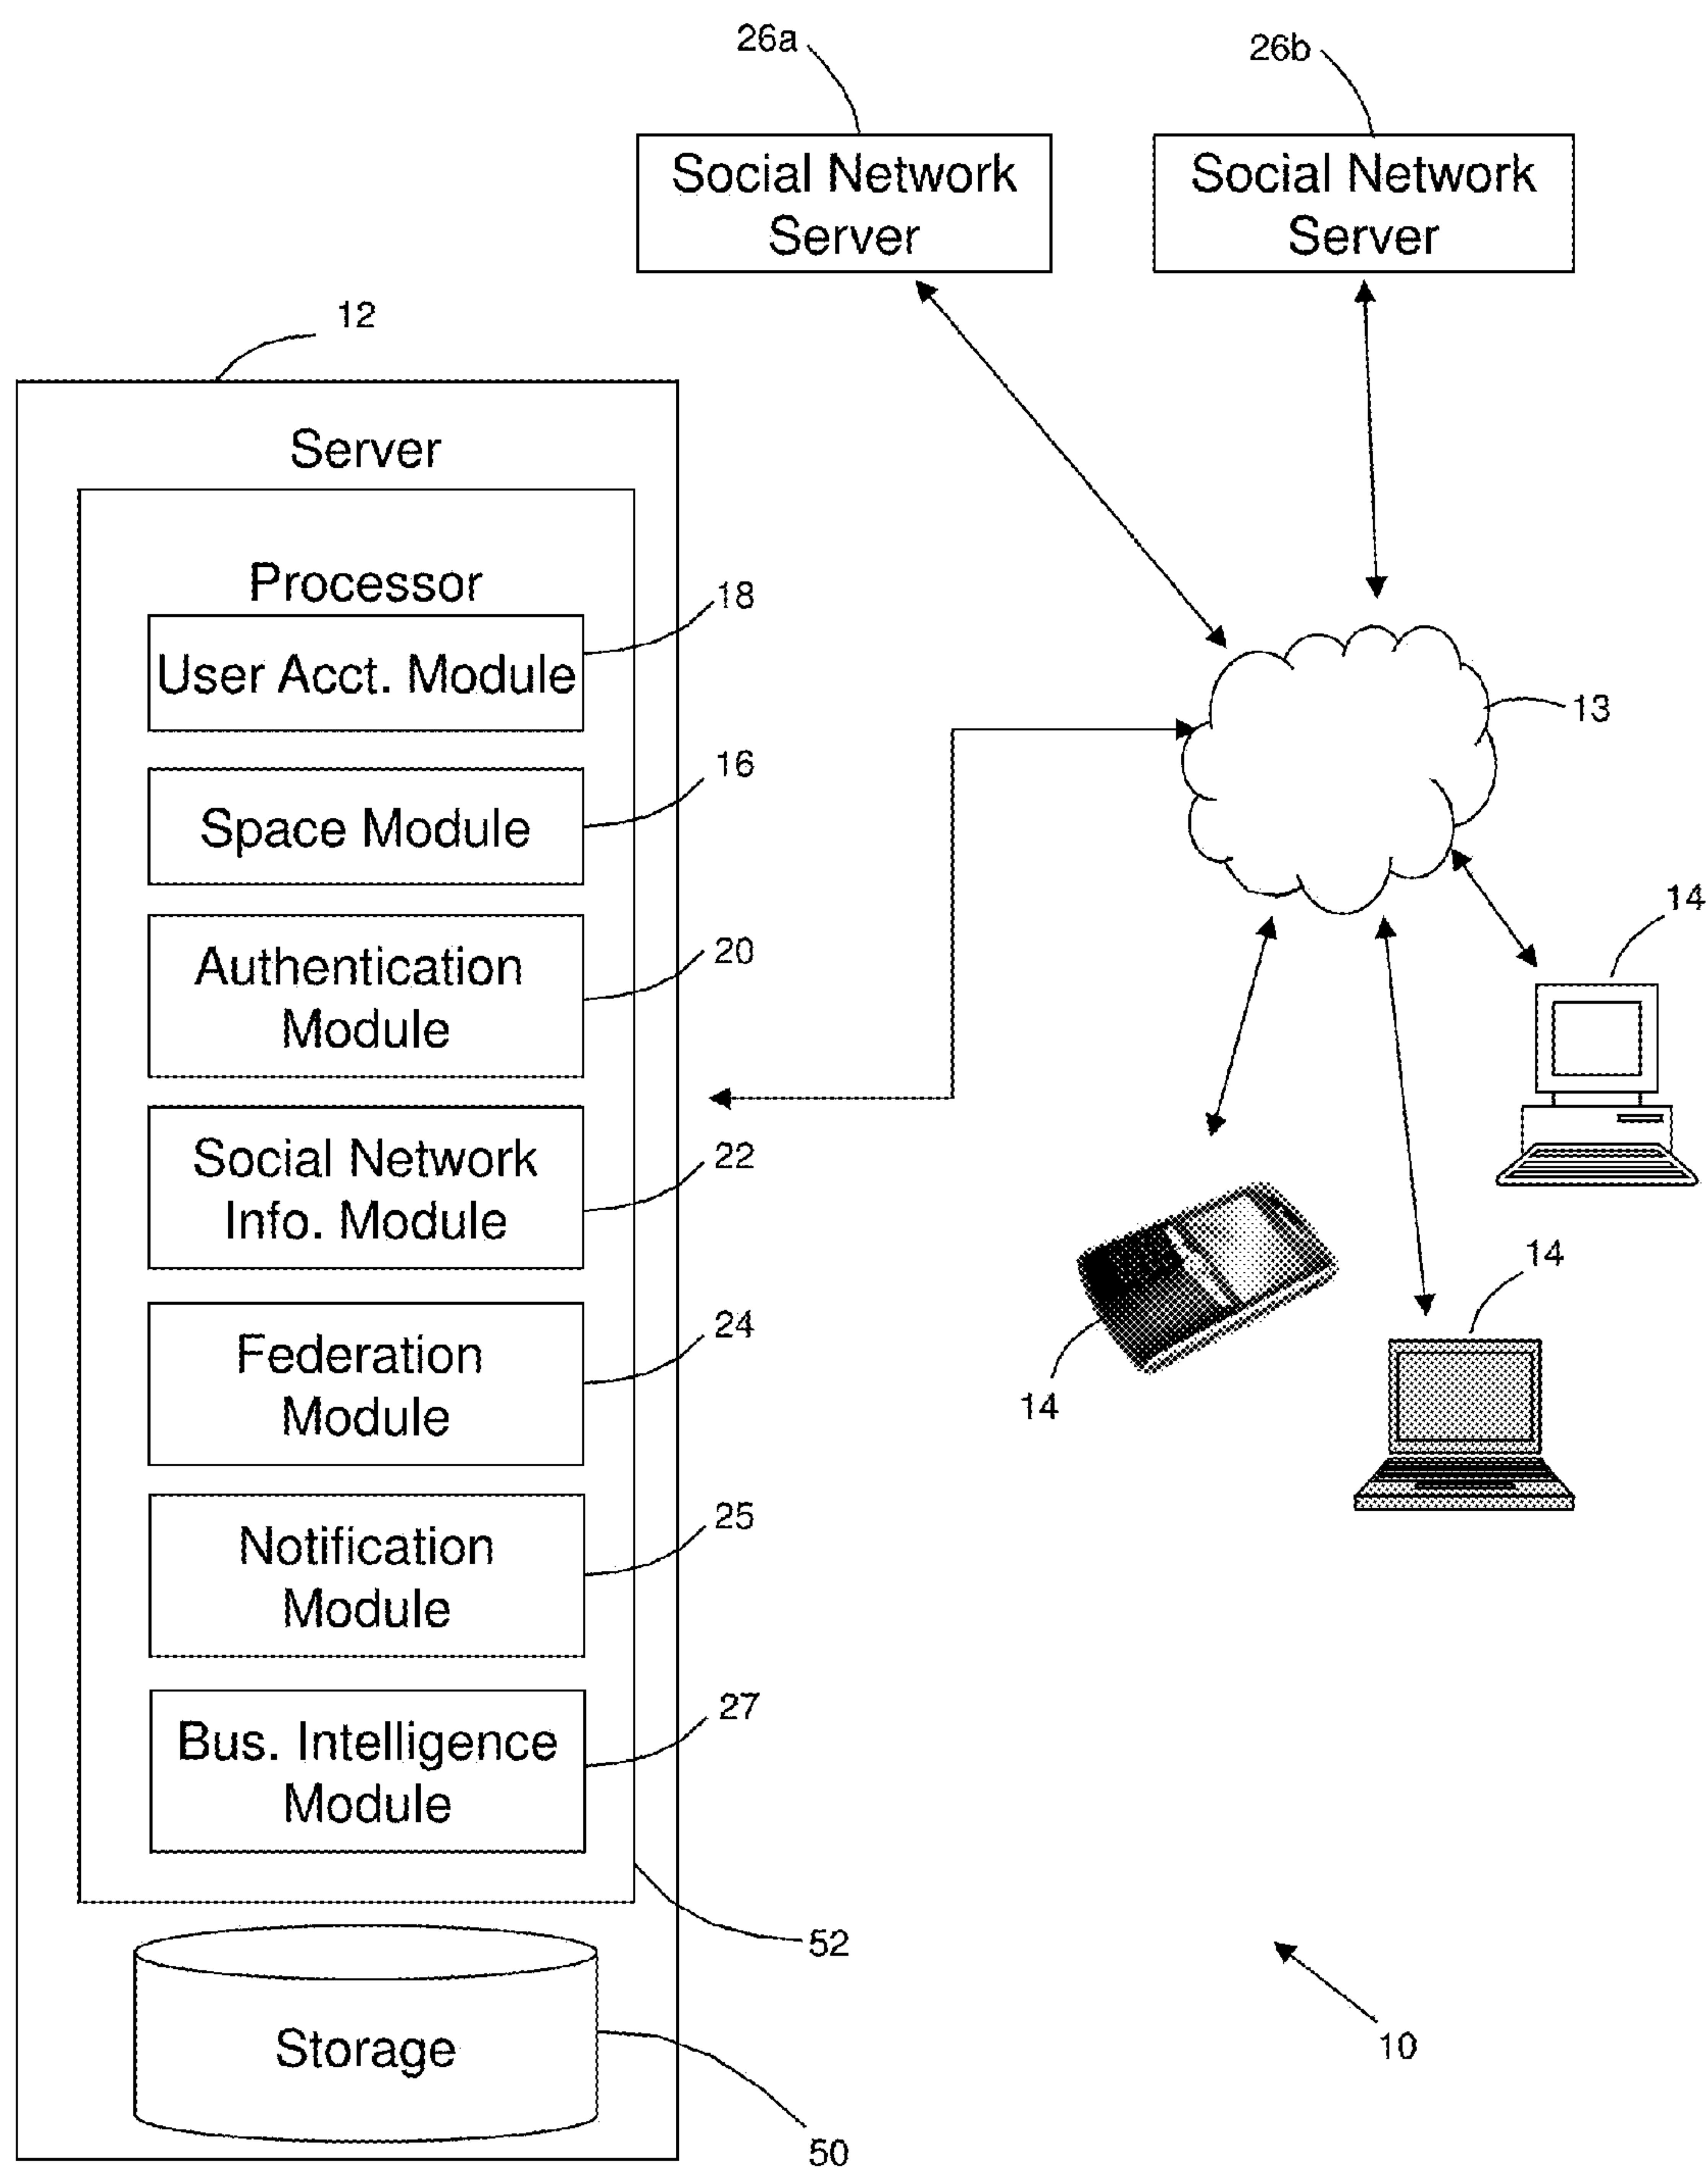 26a
26b
Social Network
Server
Social Network
Server
12
Server
Processor
18
User Acct. Module
13
16
Space Module
14
20
Authentication
Module
22
Social Network
Info. Module
14
24
Federation
Module
14
25
Notification
Module
27
Bus. Intelligence
Module
52
Storage
10
50